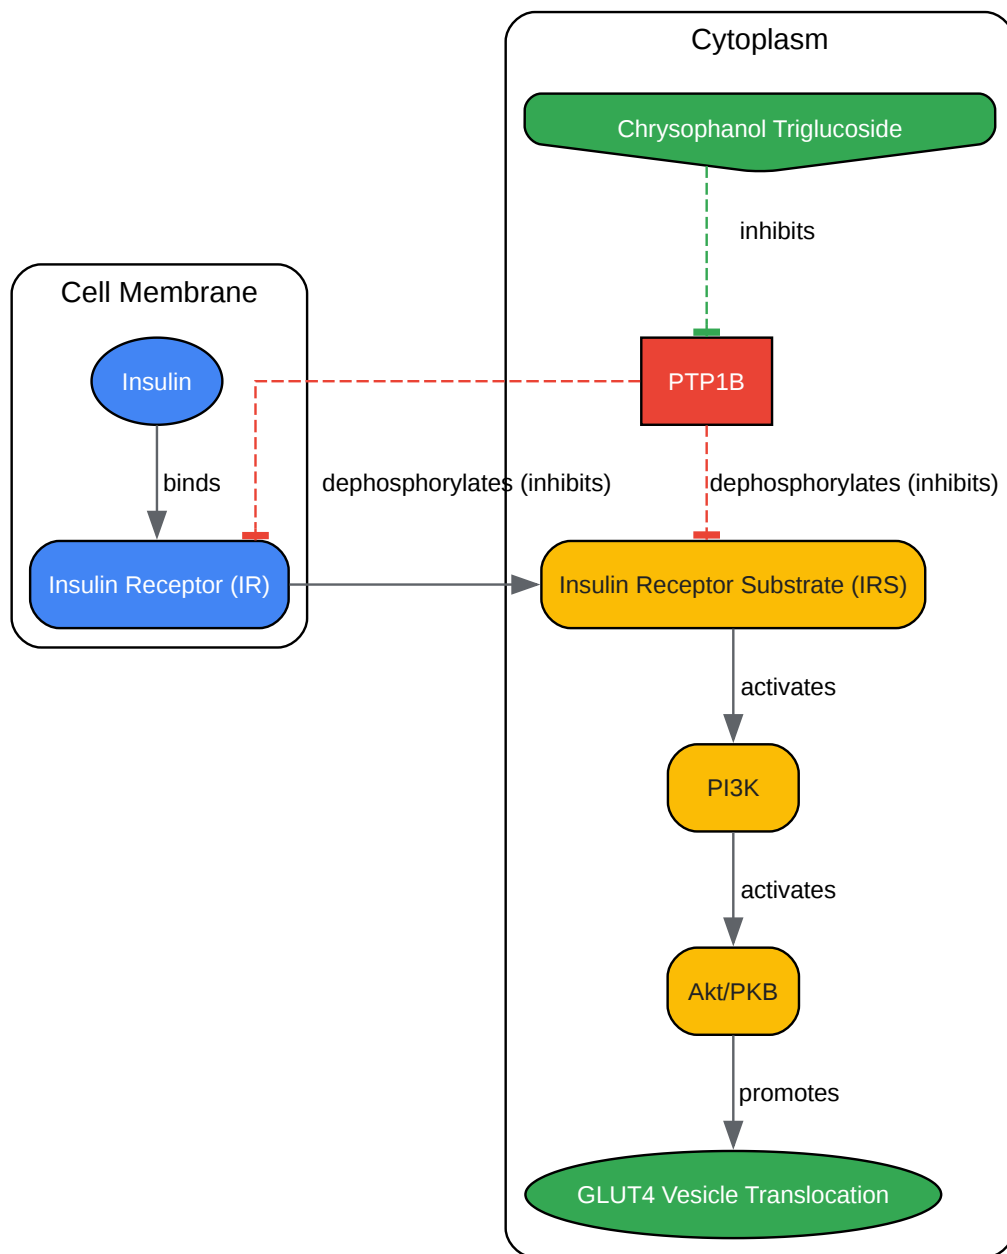 Cytoplasm
Chrysophanol Triglucoside
inhibits
Cell Membrane
Insulin
PTP1B
binds
dephosphorylates (inhibits)
dephosphorylates (inhibits)
Insulin Receptor (IR)
Insulin Receptor Substrate (IRS)
activates
PI3K
activates
Akt/PKB
promotes
GLUT4 Vesicle Translocation